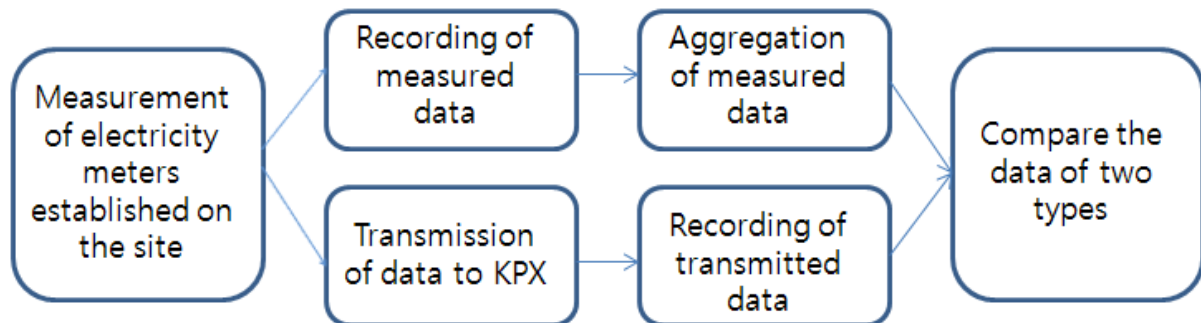 Measurement
of electricity
meters
established on
the site
Recording of
measured
data
Aggregation
of measured
data
Transmission
of data to KPX
Recording of
transmitted
data
Compare the
data of two
types